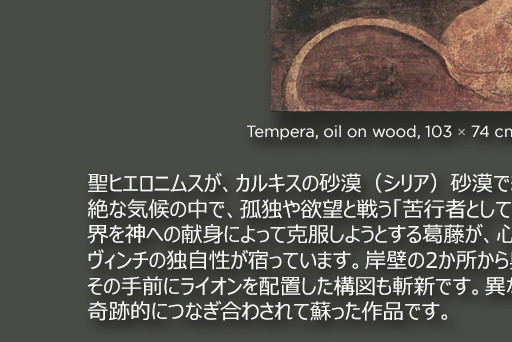 Tempera, oil on wood, 103 × 74 cm
聖ヒエロニムスが、カルキスの砂漠（シリア）砂漠で
絶な気候の中で、孤独や欲望と戦う「苦行者として
界を神への献身によって克服しようとする葛藤が、心
ヴィンチの独自性が宿っています。岸壁の2か所から
その手前にライオンを配置した構図も斬新です。異
奇跡的につなぎ合わされて蘇った作品です。